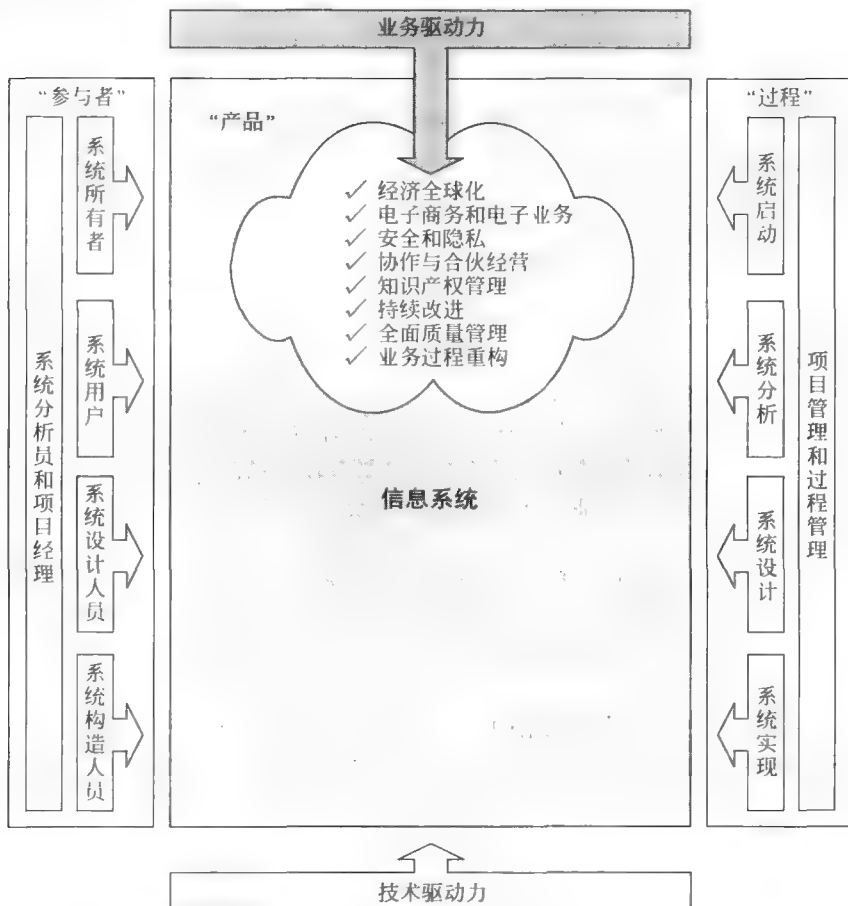 业务驱动力
“参与者”
系统分析员和项目经理
系统所有者
系统用户
系统设计人员
系统构造人员
“产品”
✓ 经济全球化
✓ 电子商务和电子业务
✓ 安全和隐私
✓ 协作与合伙经营
✓ 知识产权管理
✓ 持续改进
✓ 全面质量管理
✓ 业务过程重构
信息系统
“过程”
系统启动
系统分析
系统设计
系统实现
项目管理和过程管理
技术驱动力